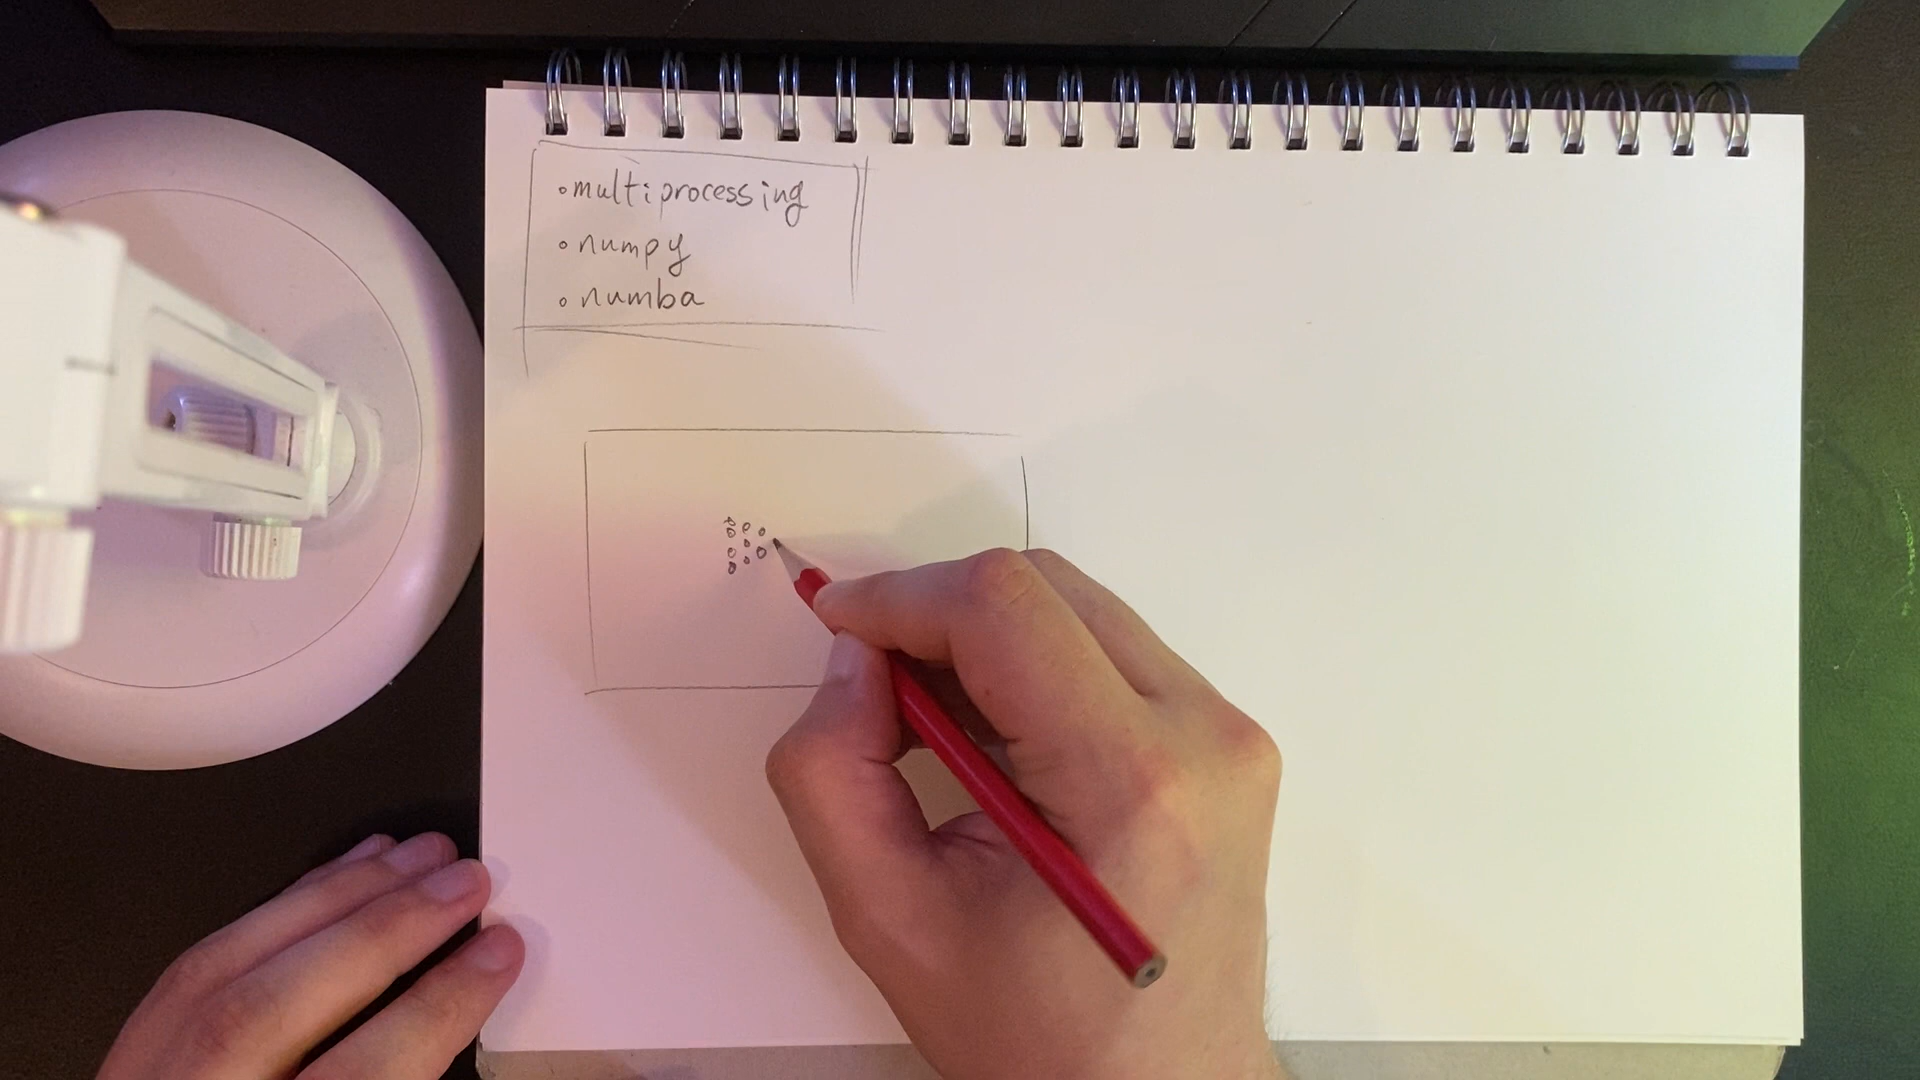 • multiprocessing
• numpy
• numba